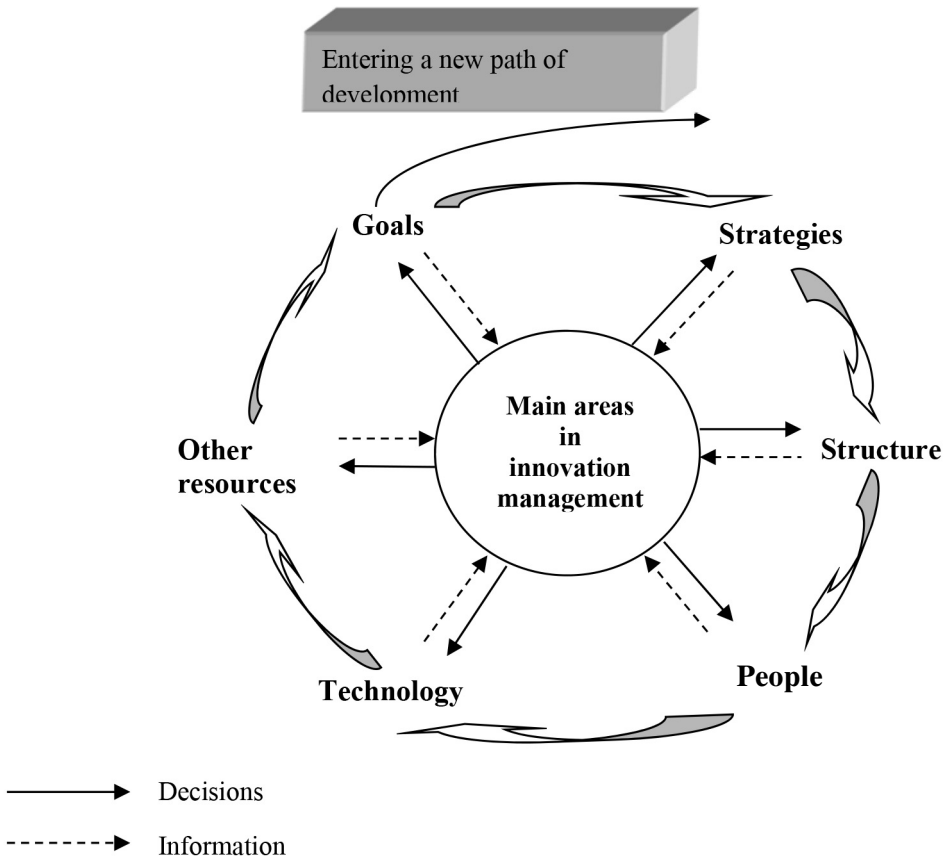 Entering a new path of
development
Goals
Strategies
Main areas
in
innovation
management
Other
resources
Structure
Technology
People
Decisions
Information